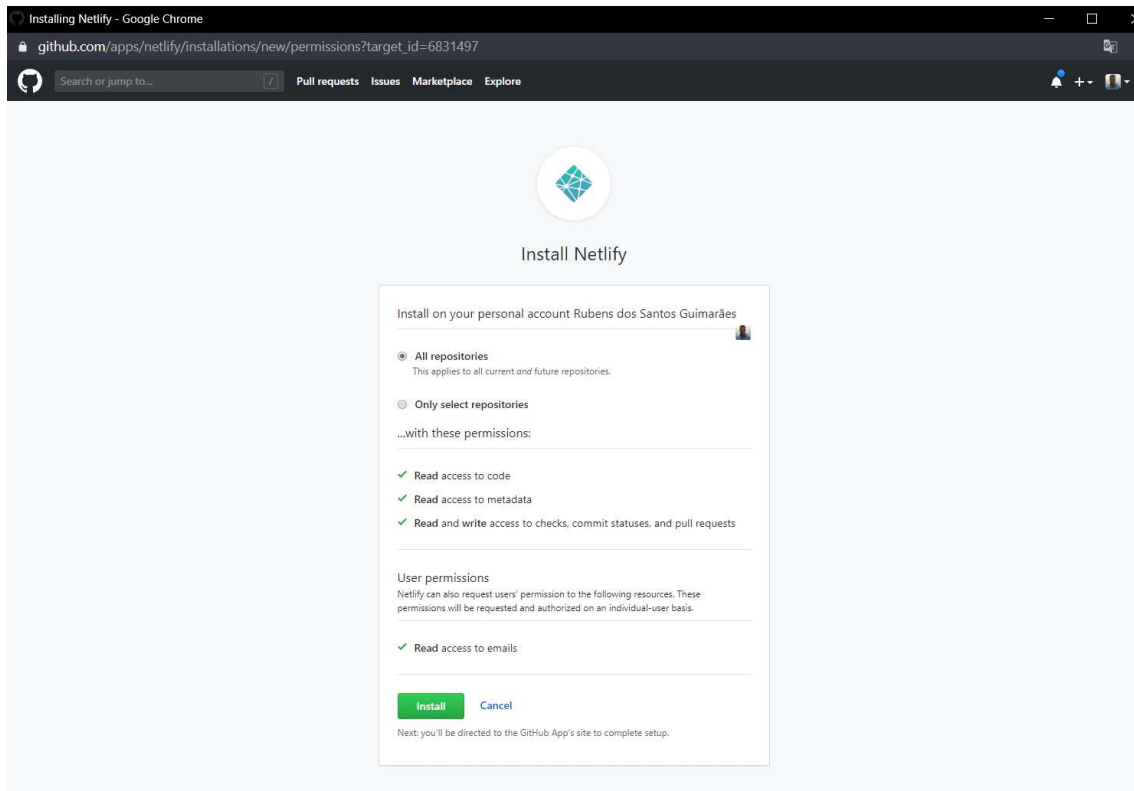 Installing Netlify - Google Chrome
github.com/apps/netlify/installations/new/permissions?target_id=6831497
Search or jump to... / Pull requests Issues Marketplace Explore
Install Netlify
Install on your personal account Rubens dos Santos Guimarães
All repositories
This applies to all current and future repositories.
Only select repositories
...with these permissions:
Read access to code
Read access to metadata
Read and write access to checks, commit statuses, and pull requests
User permissions
Netlify can also request users' permission to the following resources. These
permissions will be requested and authorized on an individual-user basis.
Read access to emails
Install Cancel
Next: you'll be directed to the GitHub App's site to complete setup.